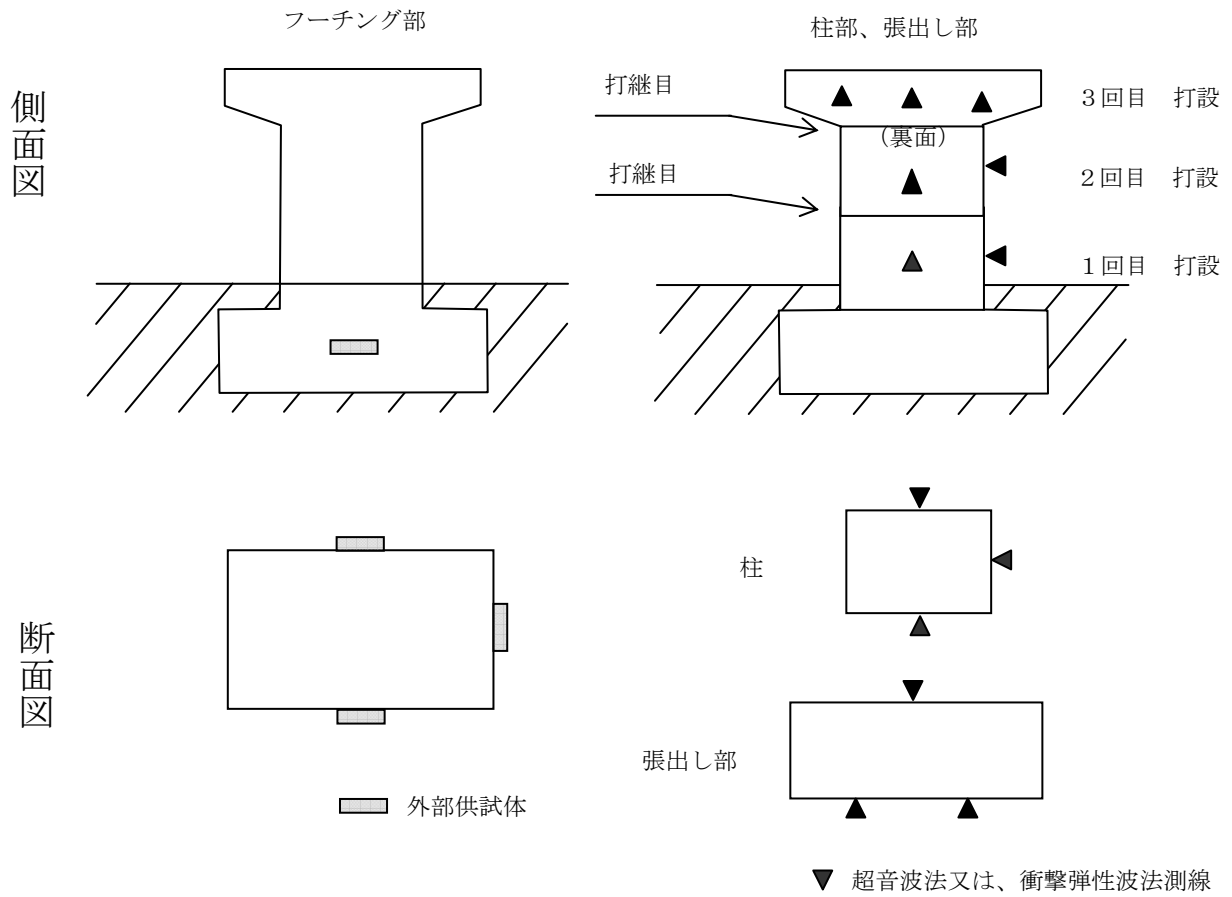 フーチング部
柱部、張出し部
側面図
打継目
３回目　打設
（裏面）
打継目
２回目　打設
１回目　打設
断面図
柱
張出し部
外部供試体
超音波法又は、衝撃弾性波法測線